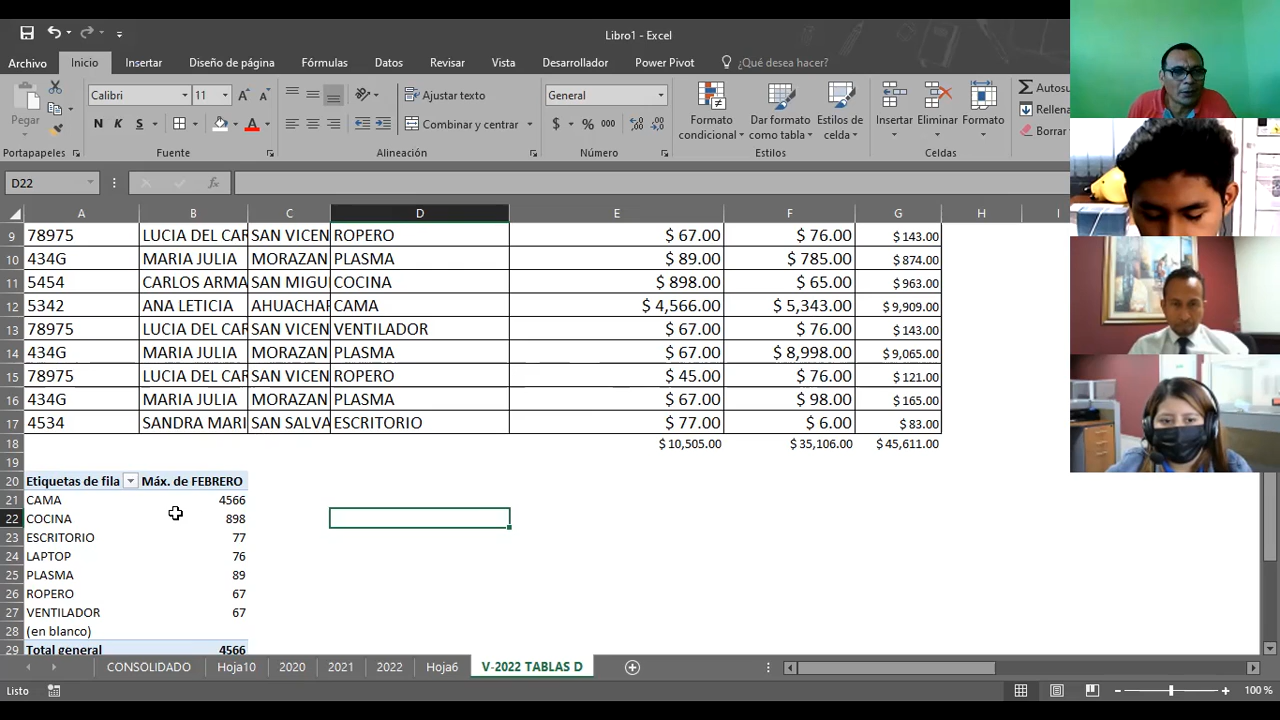 Libro1 - Excel
Archivo Inicio Insertar Diseño de página Fórmulas Datos Revisar Vista Desarrollador Power Pivot ¿Qué desea hacer?
Calibri 11 Ajustar texto General Autosu
Pegar N K S Combinar y centrar $ % 000 Formato condicional Dar formato como tabla Estilos de celda Insertar Eliminar Formato Rellena
Borrar
Portapapeles Fuente Alineación Número Estilos Celdas
D22 fx
A B C D E F G H I
9 78975 LUCIA DEL CAR SAN VICEN ROPERO $ 67.00 $ 76.00 $ 143.00
10 434G MARIA JULIA MORAZAN PLASMA $ 89.00 $ 785.00 $ 874.00
11 5454 CARLOS ARMA SAN MIGU COCINA $ 898.00 $ 65.00 $ 963.00
12 5342 ANA LETICIA AHUACHAP CAMA $ 4,566.00 $ 5,343.00 $ 9,909.00
13 78975 LUCIA DEL CAR SAN VICEN VENTILADOR $ 67.00 $ 76.00 $ 143.00
14 434G MARIA JULIA MORAZAN PLASMA $ 67.00 $ 8,998.00 $ 9,065.00
15 78975 LUCIA DEL CAR SAN VICEN ROPERO $ 45.00 $ 76.00 $ 121.00
16 434G MARIA JULIA MORAZAN PLASMA $ 67.00 $ 98.00 $ 165.00
17 4534 SANDRA MARI SAN SALVA ESCRITORIO $ 77.00 $ 6.00 $ 83.00
18 $ 10,505.00 $ 35,106.00 $ 45,611.00
19
20 Etiquetas de fila Máx. de FEBRERO
21 CAMA 4566
22 COCINA 898
23 ESCRITORIO 77
24 LAPTOP 76
25 PLASMA 89
26 ROPERO 67
27 VENTILADOR 67
28 (en blanco)
29 Total general 4566
CONSOLIDADO Hoja10 2020 2021 2022 Hoja6 V-2022 TABLAS D
Listo 100 %